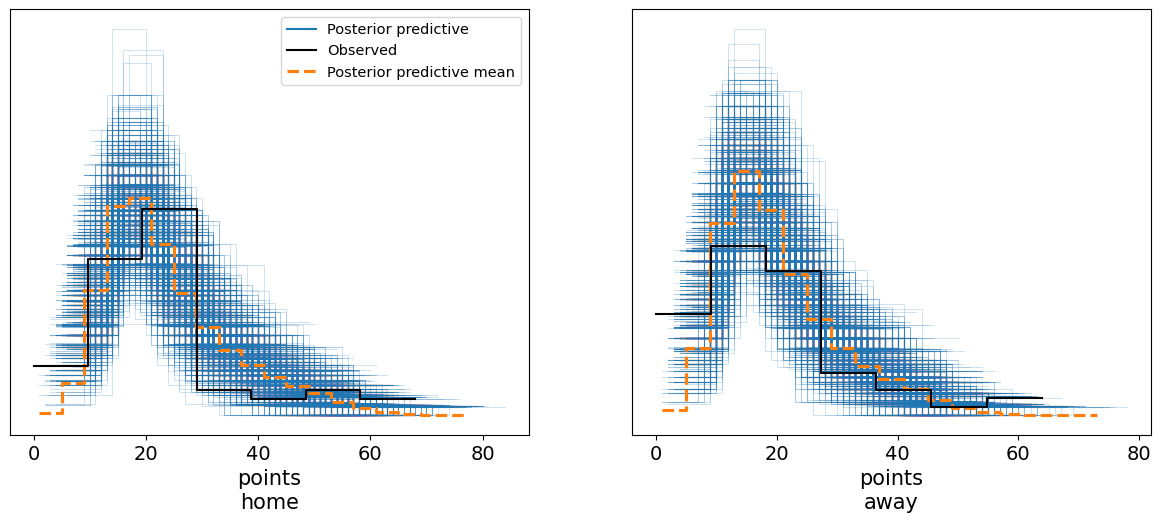 Posterior predictive
Observed
Posterior predictive mean
0 20 40 60 80
points
home
0 20 40 60 80
points
away